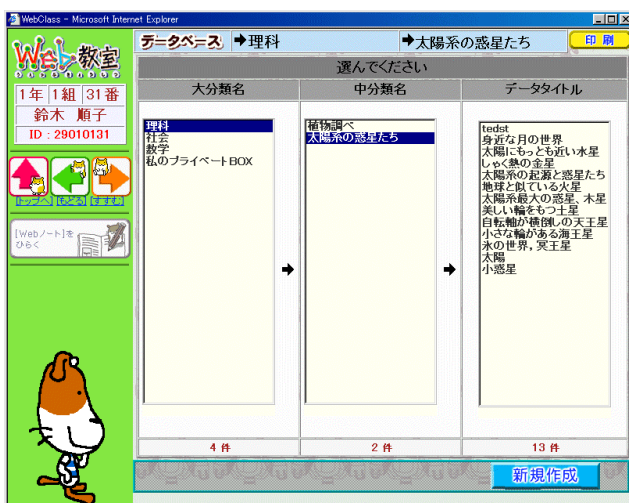 WebClass - Microsoft Internet Explorer
Web教室
データベース ➡理科 ➡太陽系の惑星たち 印刷
選んでください
1年 1組 31番
鈴木 順子
ID : 29010131
[トップへ] [もどる] [すすむ]
[Webノート]を
ひらく
大分類名
理科
社会
数学
私のプライベートBOX
4 件
中分類名
植物調べ
太陽系の惑星たち
2 件
データタイトル
tedst
身近な月の世界
太陽にもっとも近い水星
しゃく熱の金星
太陽系の起源と惑星たち
地球と似ている火星
太陽系最大の惑星、木星
美しい輪をもつ土星
自転軸が横倒しの天王星
小さな輪がある海王星
氷の世界，冥王星
太陽
小惑星
13 件
新規作成